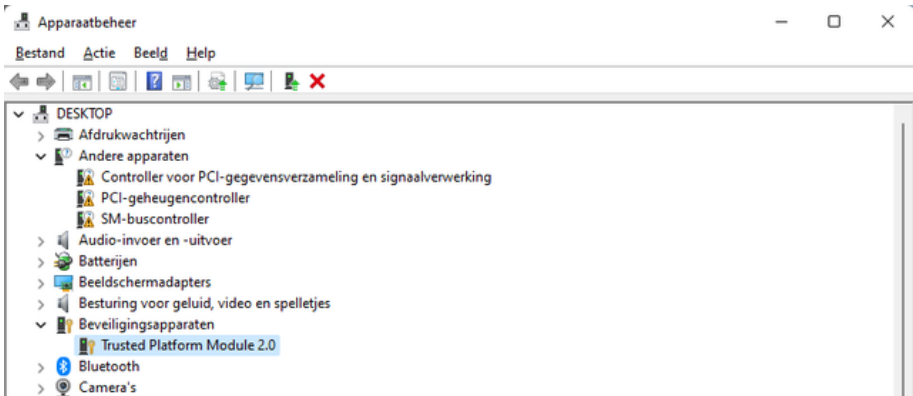 Apparaatbeheer
Bestand Actie Beeld Help
DESKTOP
Afdrukwachtrijen
Andere apparaten
Controller voor PCI-gegevensverzameling en signaalverwerking
PCI-geheugencontroller
SM-buscontroller
Audio-invoer en -uitvoer
Batterijen
Beeldschermadapters
Besturing voor geluid, video en spelletjes
Beveiligingsapparaten
Trusted Platform Module 2.0
Bluetooth
Camera's